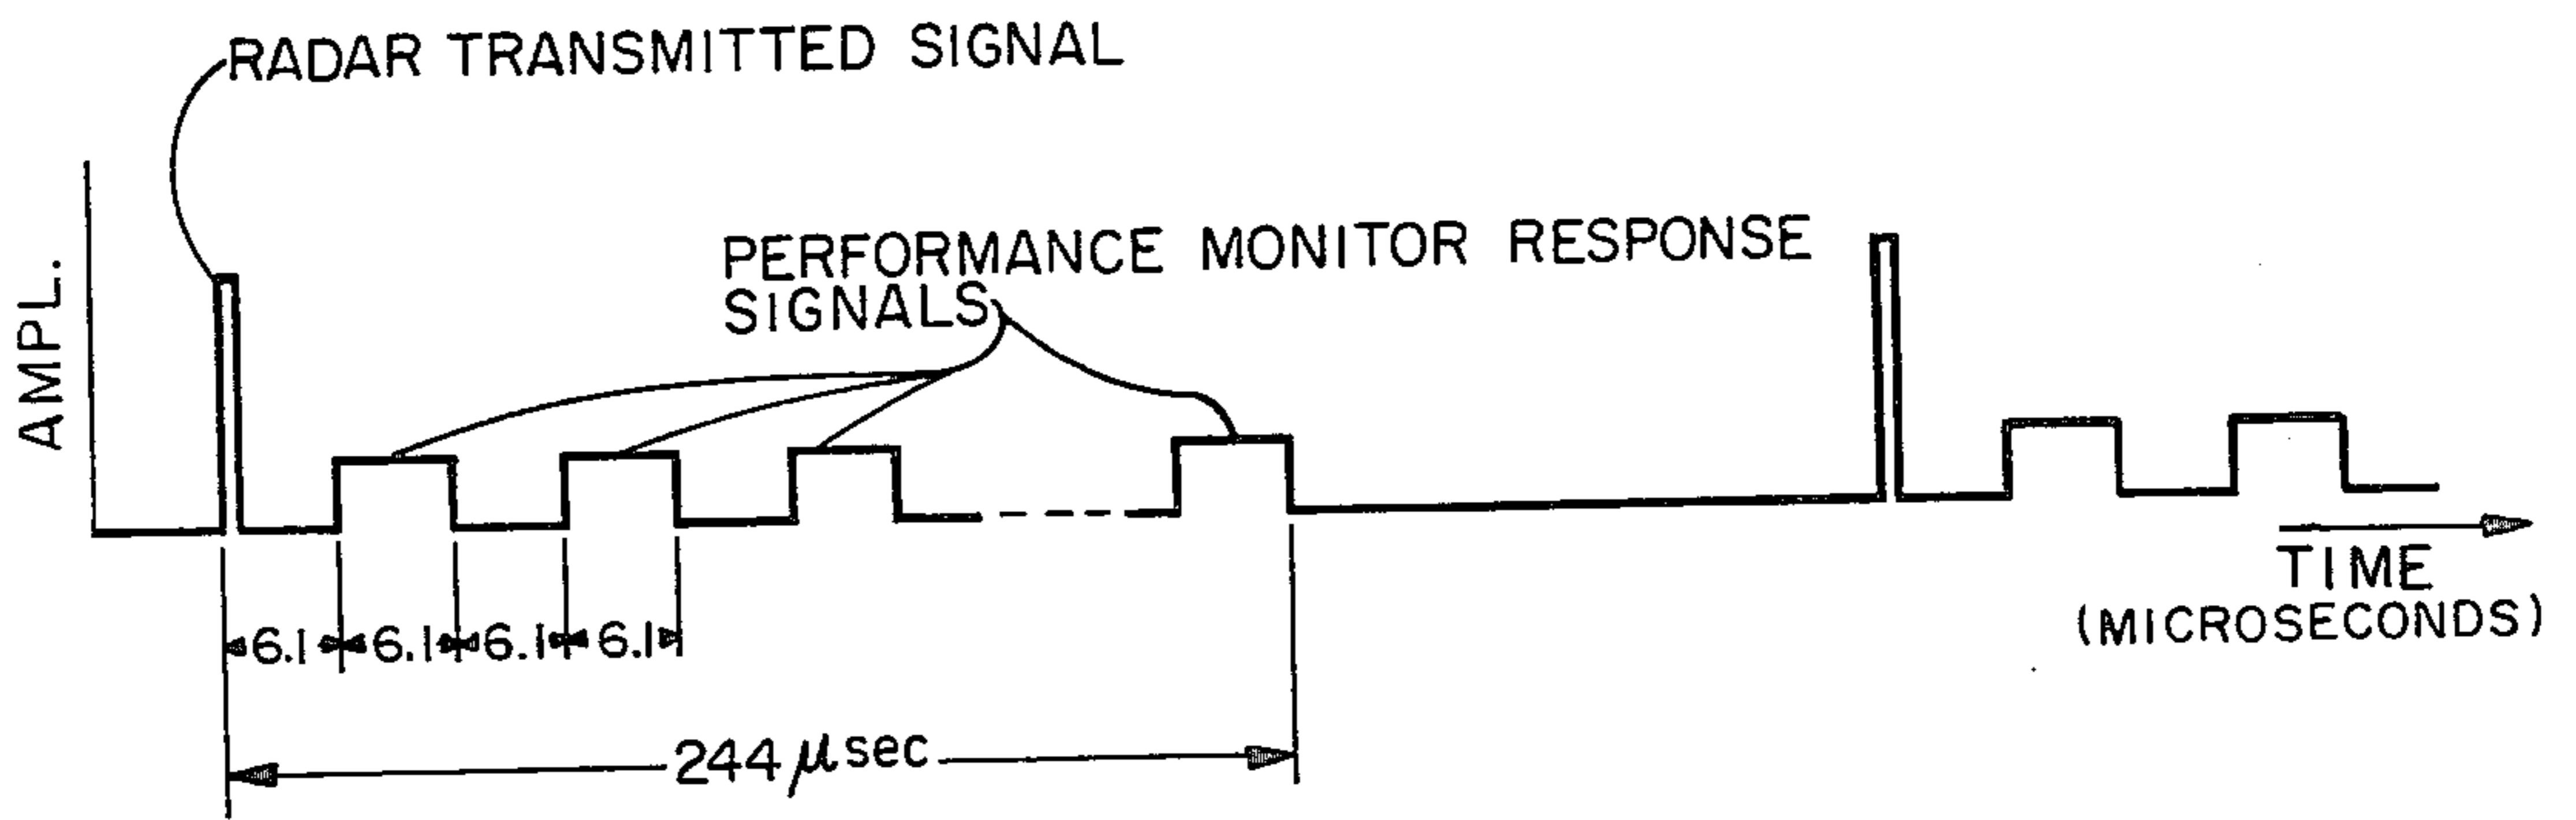 RADAR TRANSMITTED SIGNAL
AMPL.
PERFORMANCE MONITOR RESPONSE
SIGNALS
6.1 6.1 6.1 6.1
244 μsec
TIME
(MICROSECONDS)